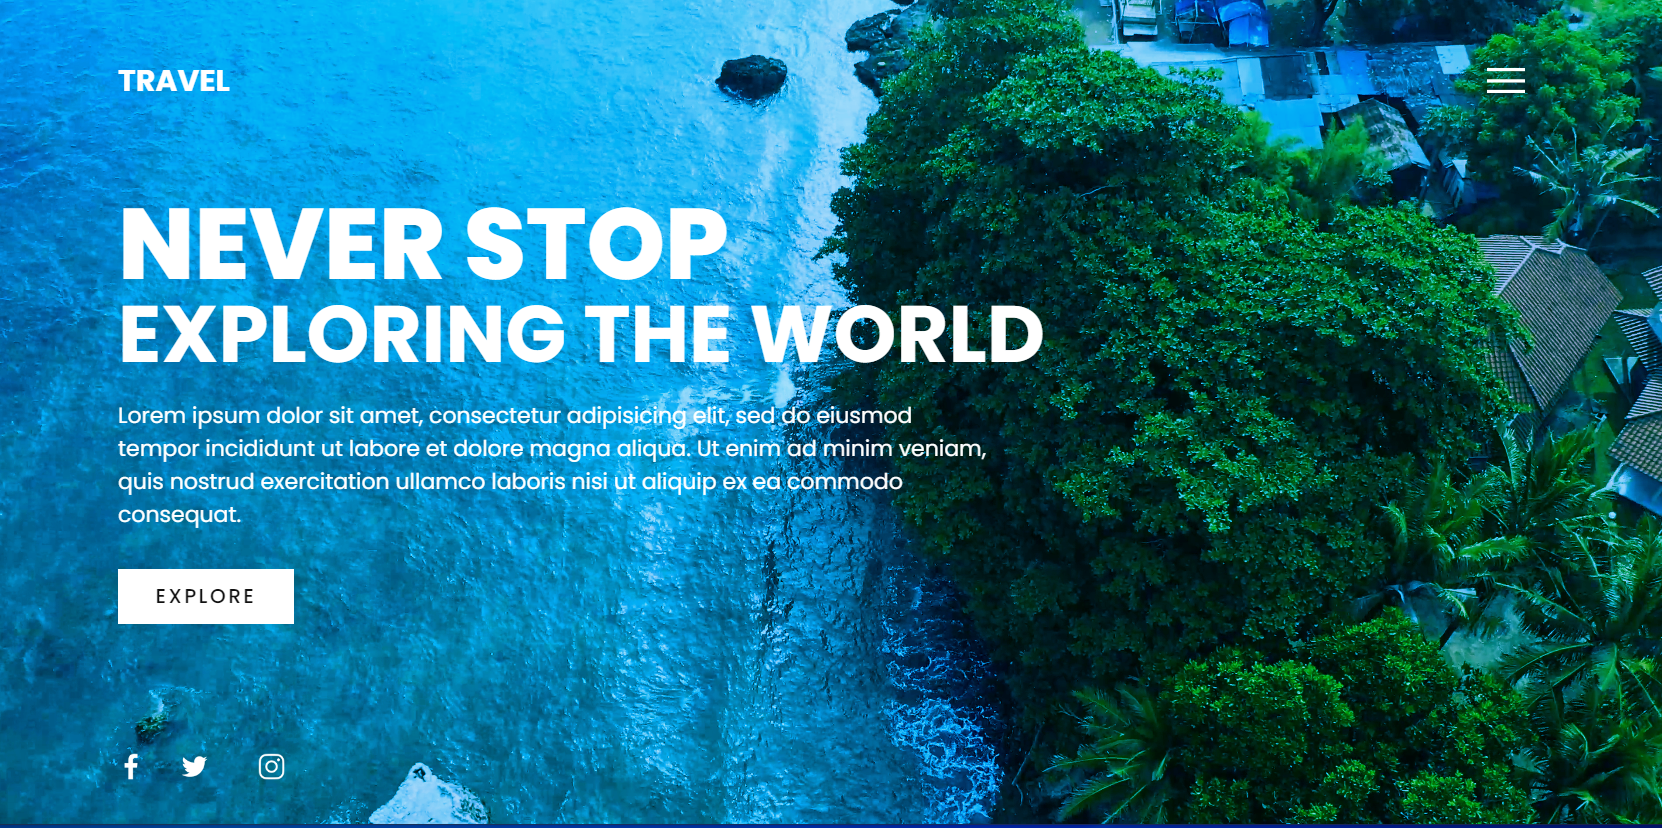 TRAVEL
NEVER STOP
EXPLORING THE WORLD
Lorem ipsum dolor sit amet, consectetur adipisicing elit, sed do eiusmod
tempor incididunt ut labore et dolore magna aliqua. Ut enim ad minim veniam,
quis nostrud exercitation ullamco laboris nisi ut aliquip ex ea commodo
consequat.
EXPLORE